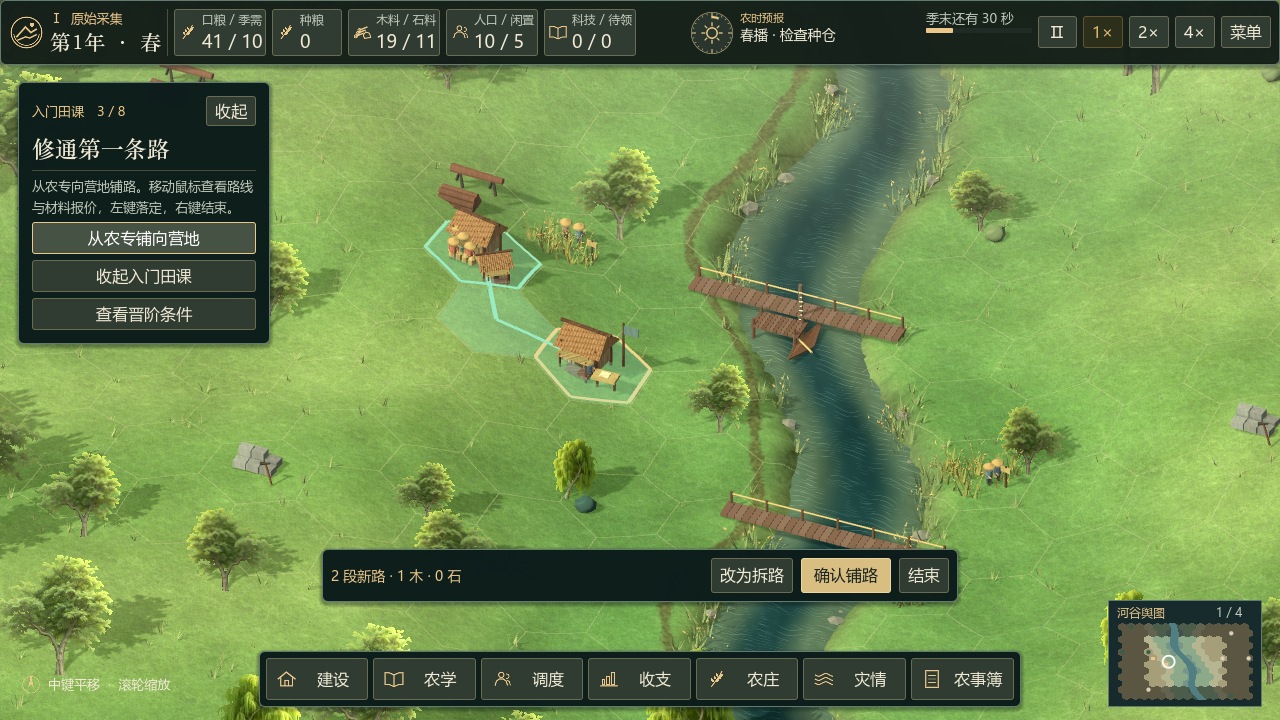 I 原始采集
第1年 · 春
口粮 / 季需
41 / 10
种粮
0
木料 / 石料
19 / 11
人口 / 闲置
10 / 5
科技 / 待领
0 / 0
农时预报
春播 · 检查种仓
季末还有 30 秒
II
1×
2×
4×
菜单
入门田课 3 / 8
收起
修通第一条路
从农专向营地铺路。移动鼠标查看路线
与材料报价，左键落定，右键结束。
从农专铺向营地
收起入门田课
查看晋阶条件
2 段新路 · 1 木 · 0 石
改为拆路
确认铺路
结束
河谷舆图 1 / 4
中键平移 · 滚轮缩放
建设
农学
调度
收支
农庄
灾情
农事簿